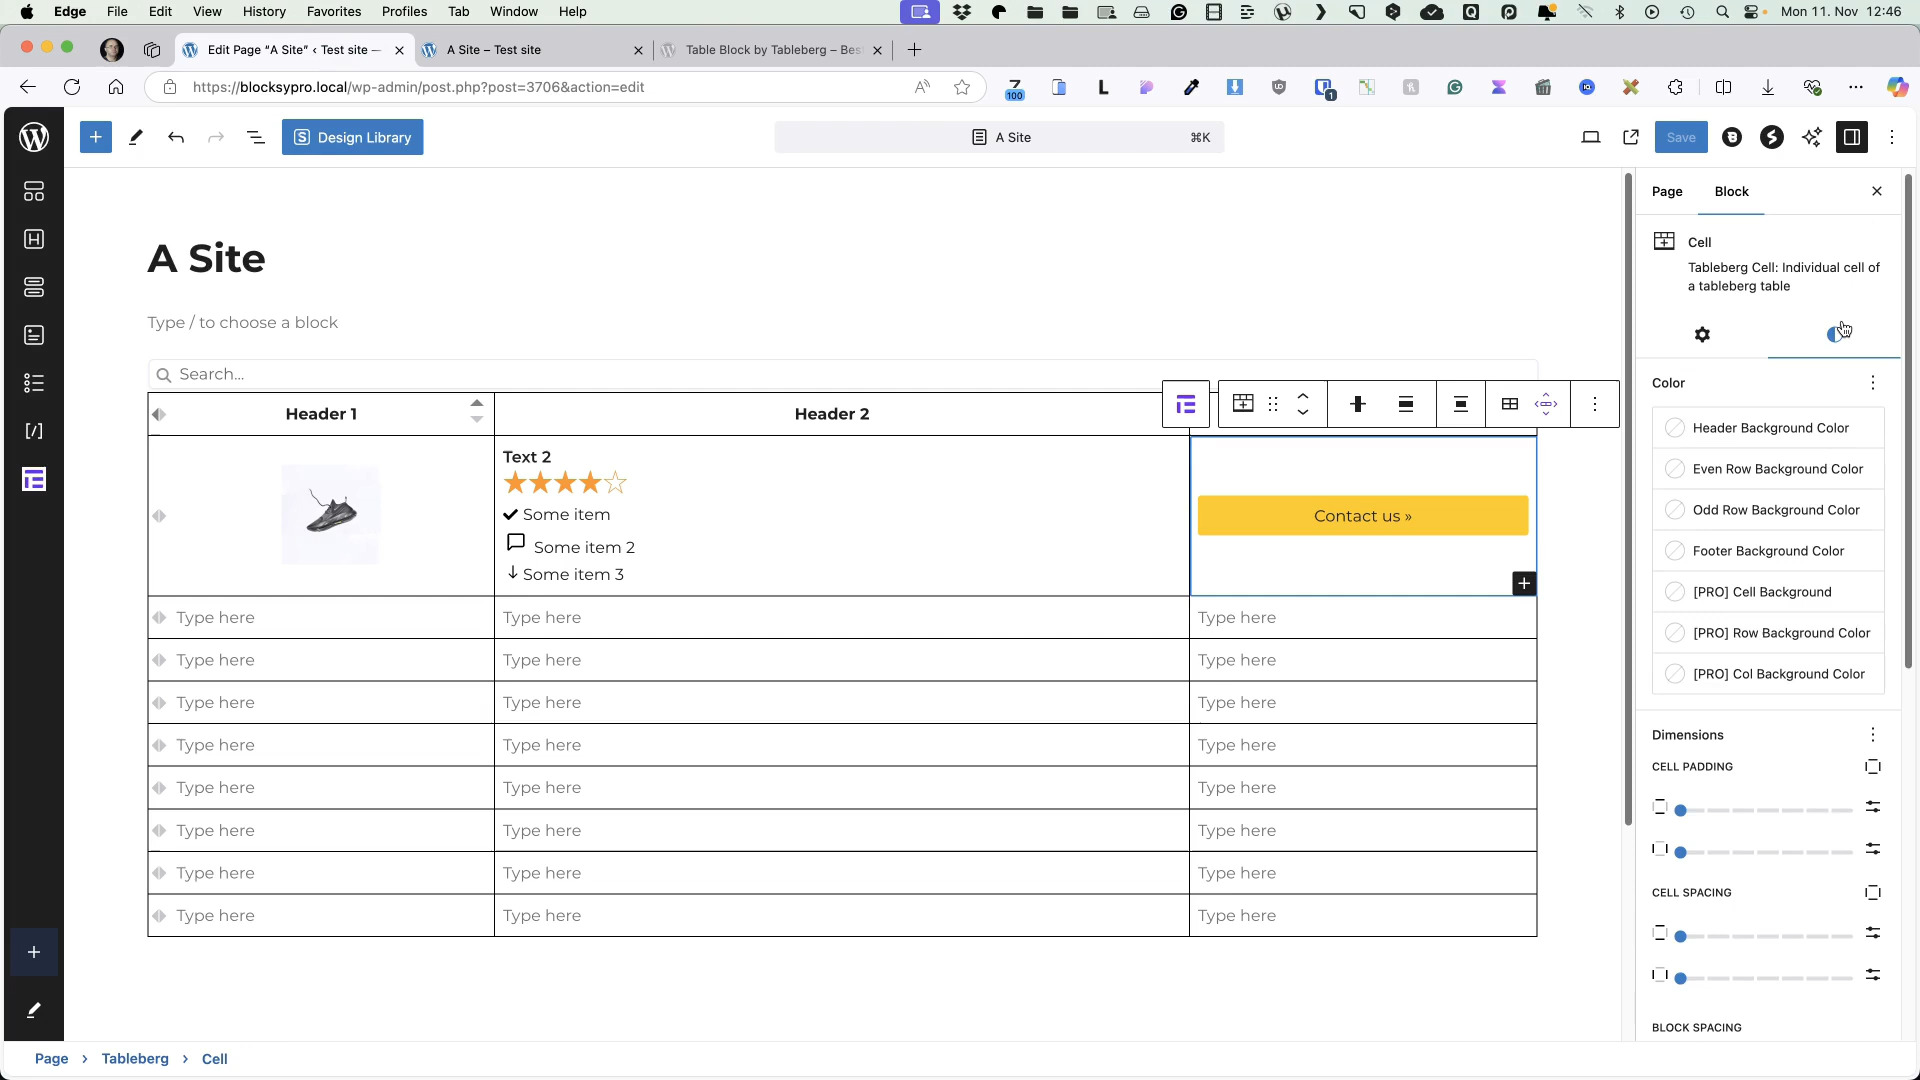 Edge File Edit View History Favorites Profiles Tab Window Help Mon 11. Nov 12:46
Edit Page “A Site” ‹ Test site — A Site – Test site Table Block by Tableberg – Bes
https://blocksypro.local/wp-admin/post.php?post=3706&action=edit
100
1
Design Library A Site ⌘K Save
Page Block
Cell
Tableberg Cell: Individual cell of
a tableberg table
A Site
Type / to choose a block
Search...
Header 1 Header 2
Text 2
Some item
Some item 2
Some item 3
Contact us »
Type here Type here Type here
Type here Type here Type here
Type here Type here Type here
Type here Type here Type here
Type here Type here Type here
Type here Type here Type here
Type here Type here Type here
Type here Type here Type here
Color
Header Background Color
Even Row Background Color
Odd Row Background Color
Footer Background Color
[PRO] Cell Background
[PRO] Row Background Color
[PRO] Col Background Color
Dimensions
CELL PADDING
CELL SPACING
BLOCK SPACING
Page › Tableberg › Cell